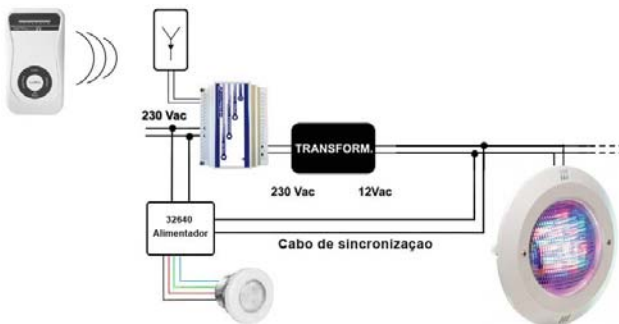 230 Vac
TRANSFORM.
230 Vac
12Vac
32640
Alimentador
Cabo de sincronizaçao